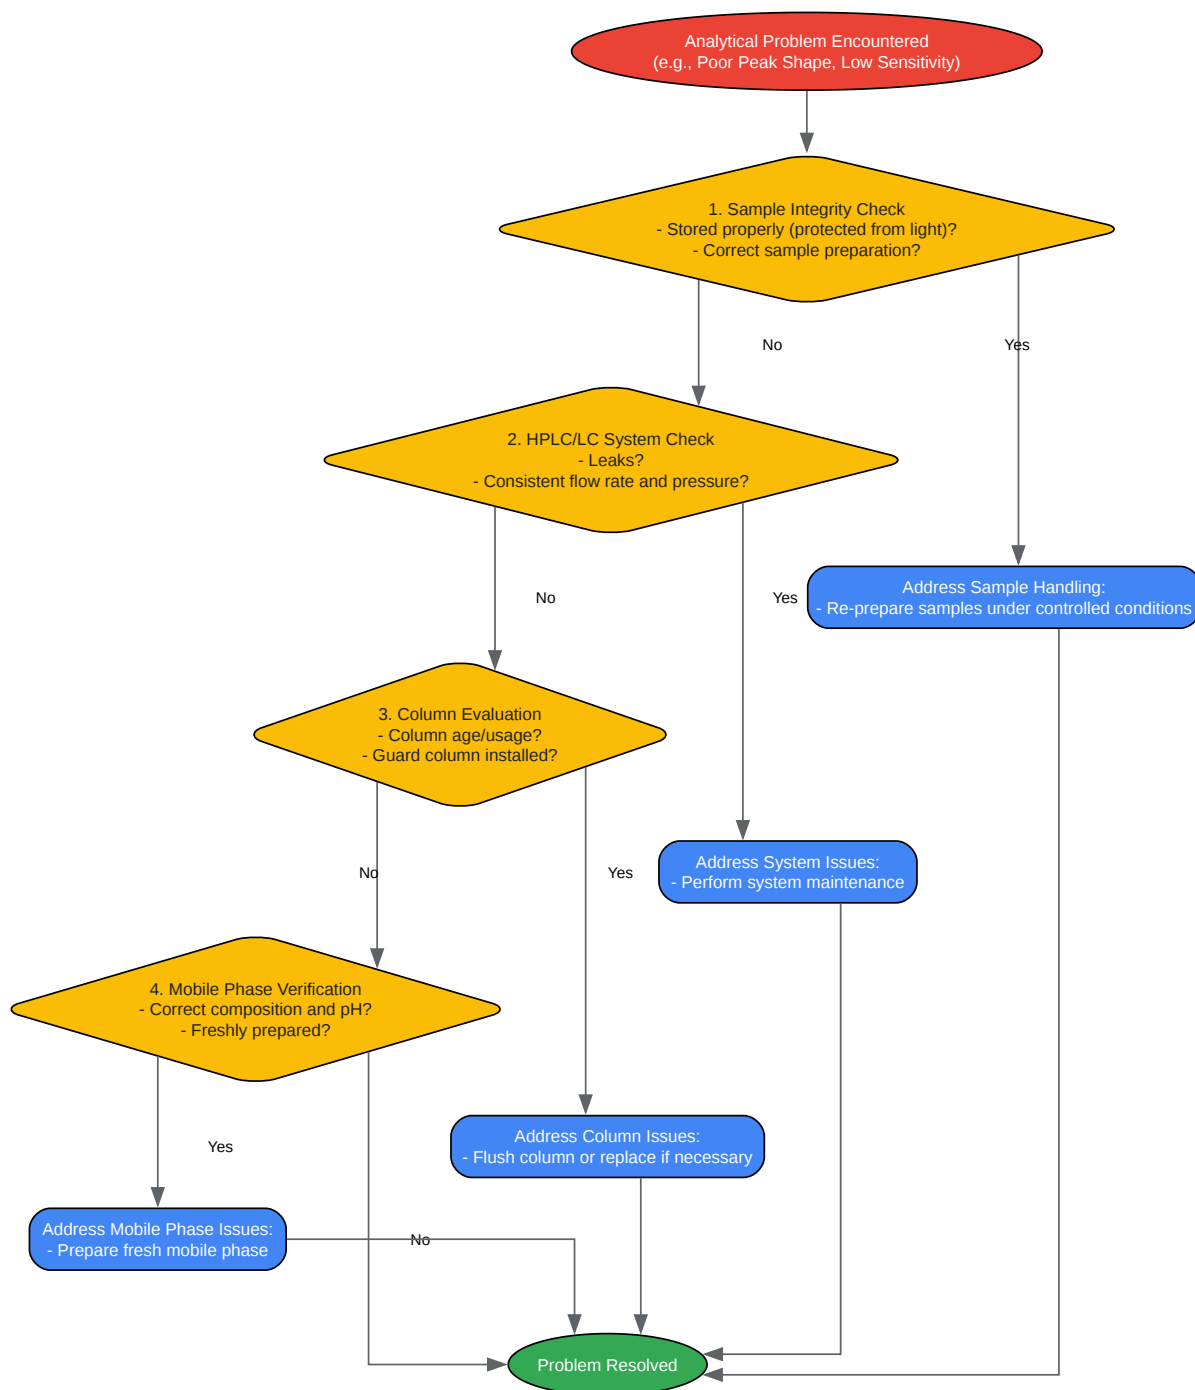 Analytical Problem Encountered
(e.g., Poor Peak Shape, Low Sensitivity)
1. Sample Integrity Check
- Stored properly (protected from light)?
- Correct sample preparation?
No
Yes
2. HPLC/LC System Check
- Leaks?
- Consistent flow rate and pressure?
No
Yes
Address Sample Handling:
- Re-prepare samples under controlled conditions
3. Column Evaluation
- Column age/usage?
- Guard column installed?
No
Yes
Address System Issues:
- Perform system maintenance
4. Mobile Phase Verification
- Correct composition and pH?
- Freshly prepared?
Yes
Address Column Issues:
- Flush column or replace if necessary
Address Mobile Phase Issues:
- Prepare fresh mobile phase
No
Problem Resolved